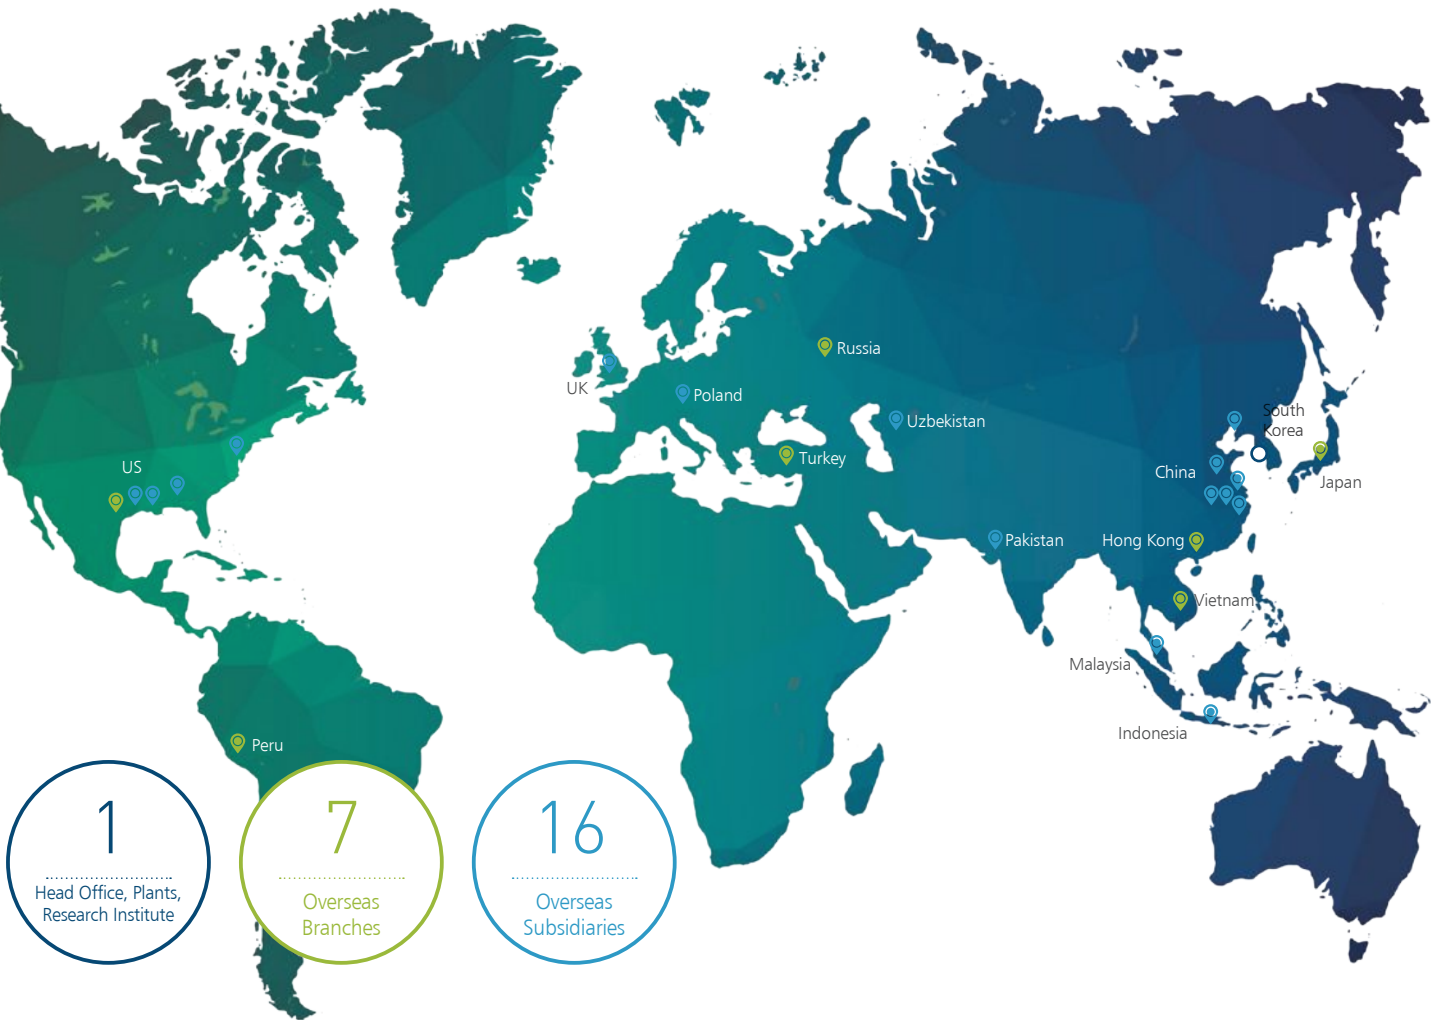 Russia
UK
Poland
South
Korea
Uzbekistan
Turkey
US
China
Japan
Pakistan
Hong Kong
Vietnam
Malaysia
Indonesia
Peru
1
Head Office, Plants,
Research Institute
7
Overseas
Branches
16
Overseas
Subsidiaries